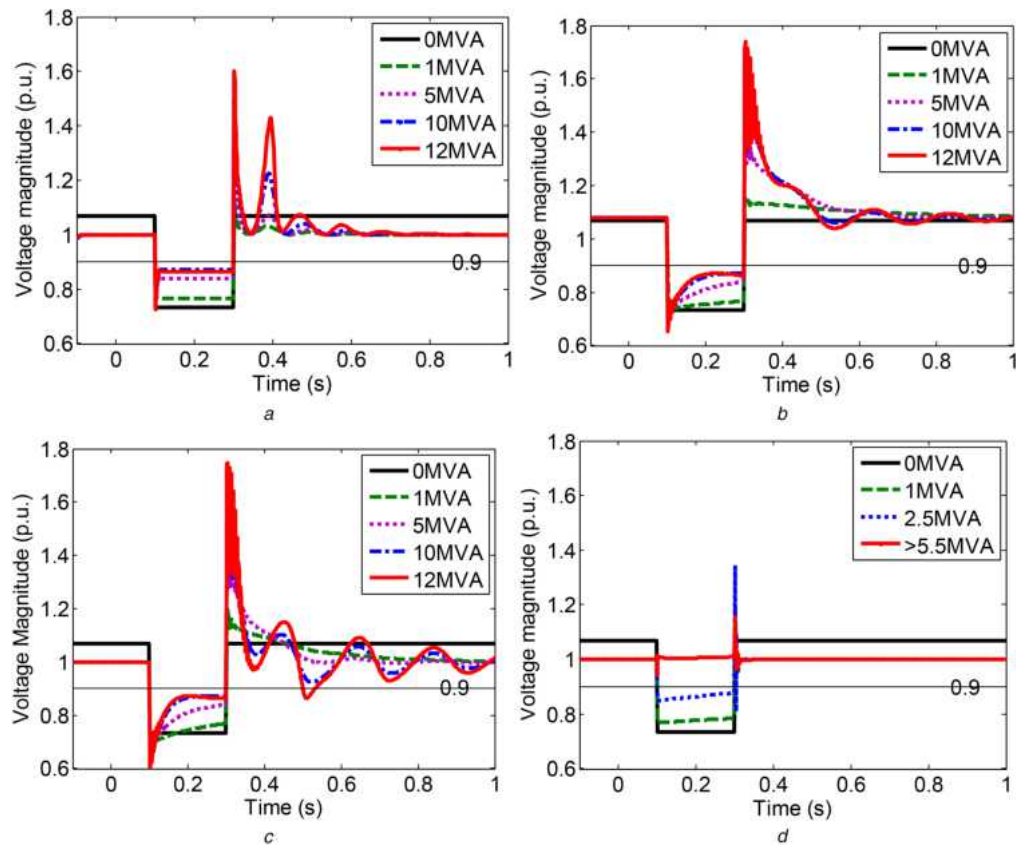 1.8
1.6
1.4
1.2
1
0.8
0.6
Voltage magnitude (p.u.)
0MVA
1MVA
5MVA
10MVA
12MVA
0.9
0 0.2 0.4 0.6 0.8 1
Time (s)
a
1.8
1.6
1.4
1.2
1
0.8
0.6
Voltage magnitude (p.u.)
0MVA
1MVA
5MVA
10MVA
12MVA
0.9
0 0.2 0.4 0.6 0.8 1
Time (s)
b
1.8
1.6
1.4
1.2
1
0.8
0.6
Voltage Magnitude (p.u.)
0MVA
1MVA
5MVA
10MVA
12MVA
0.9
0 0.2 0.4 0.6 0.8 1
Time (s)
c
1.8
1.6
1.4
1.2
1
0.8
0.6
Voltage magnitude (p.u.)
0MVA
1MVA
2.5MVA
>5.5MVA
0.9
0 0.2 0.4 0.6 0.8 1
Time (s)
d